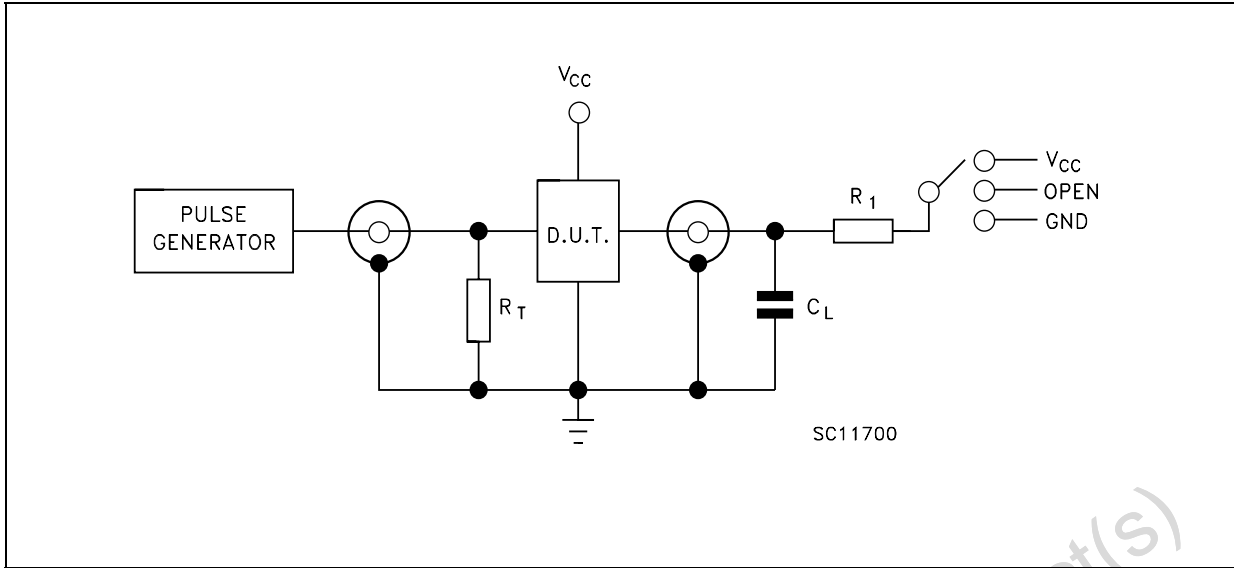 VCC
PULSE
GENERATOR
D.U.T.
RT
CL
R1
VCC
OPEN
GND
SC11700